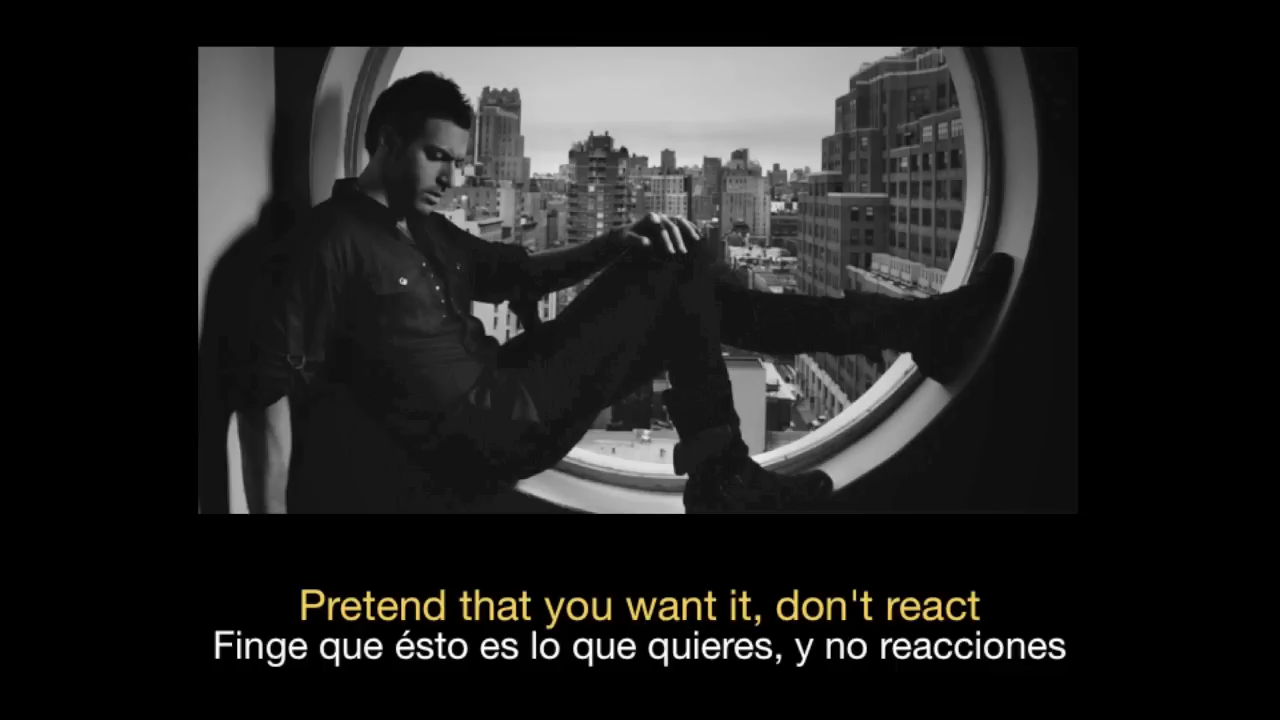 Pretend that you want it, don't react
Finge que ésto es lo que quieres, y no reacciones